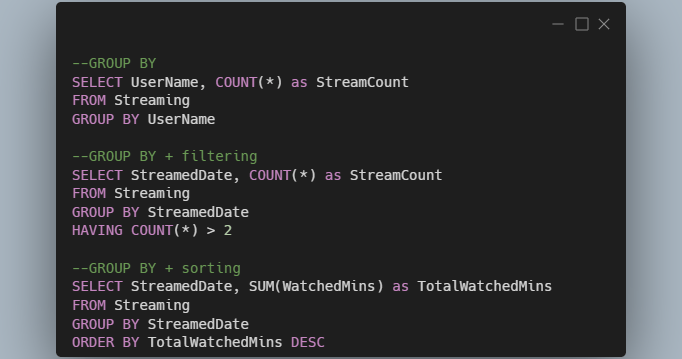 --GROUP BY
SELECT UserName, COUNT(*) as StreamCount
FROM Streaming
GROUP BY UserName
--GROUP BY + filtering
SELECT StreamedDate, COUNT(*) as StreamCount
FROM Streaming
GROUP BY StreamedDate
HAVING COUNT(*) > 2
--GROUP BY + sorting
SELECT StreamedDate, SUM(WatchedMins) as TotalWatchedMins
FROM Streaming
GROUP BY StreamedDate
ORDER BY TotalWatchedMins DESC